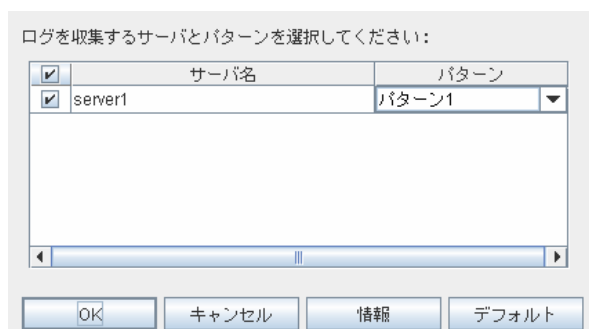 ログを収集するサーバとパターンを選択してください:
サーバ名 パターン
server1 パターン1
OK キャンセル 情報 デフォルト